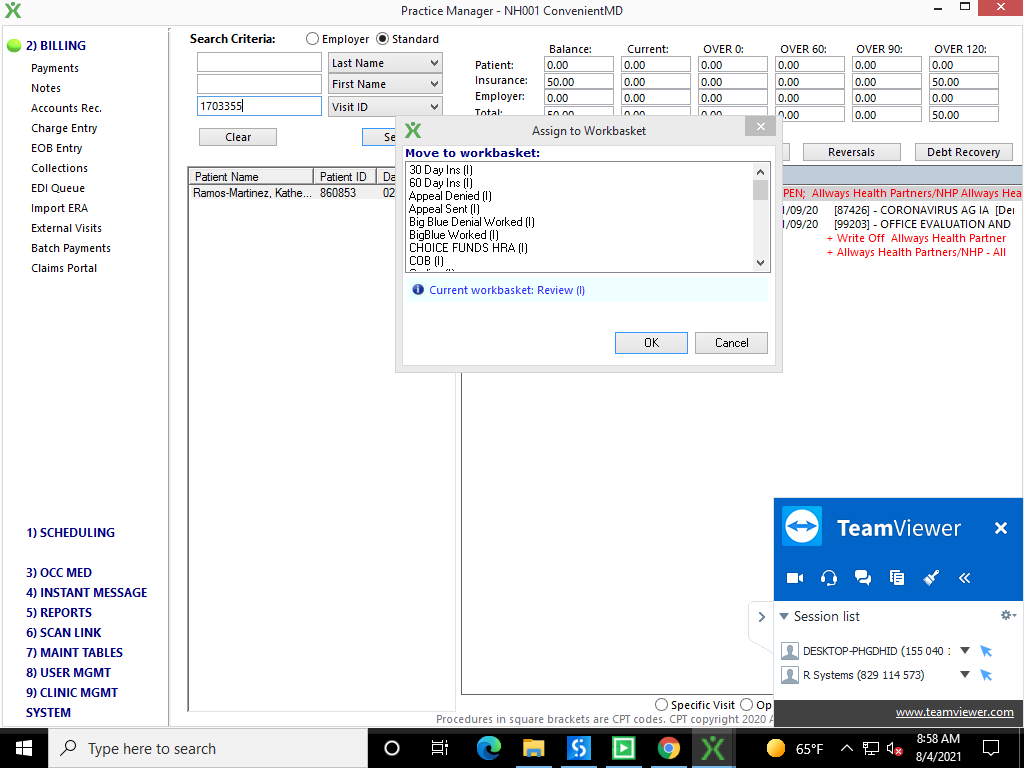 Practice Manager - NH001 ConvenientMD
2) BILLING
Payments
Notes
Accounts Rec.
Charge Entry
EOB Entry
Collections
EDI Queue
Import ERA
External Visits
Batch Payments
Claims Portal
1) SCHEDULING
3) OCC MED
4) INSTANT MESSAGE
5) REPORTS
6) SCAN LINK
7) MAINT TABLES
8) USER MGMT
9) CLINIC MGMT
SYSTEM
Search Criteria: Employer Standard
Last Name
First Name
1703355 Visit ID
Clear Se
Balance: Current: OVER 0: OVER 60: OVER 90: OVER 120:
Patient: 0.00 0.00 0.00 0.00 0.00 0.00
Insurance: 50.00 0.00 0.00 0.00 0.00 50.00
Employer: 0.00 0.00 0.00 0.00 0.00 0.00
Total: 50.00 0.00 0.00 0.00 0.00 50.00
Reversals Debt Recovery
Patient Name Patient ID Da
Ramos-Martinez, Kathe... 860853 02
Assign to Workbasket
Move to workbasket:
30 Day Ins (I)
60 Day Ins (I)
Appeal Denied (I)
Appeal Sent (I)
Big Blue Denial Worked (I)
BigBlue Worked (I)
CHOICE FUNDS HRA (I)
COB (I)
Current workbasket: Review (I)
OK Cancel
PEN; Allways Health Partners/NHP Allways Hea
/09/20 [87426] - CORONAVIRUS AG IA [Der
/09/20 [99203] - OFFICE EVALUATION AND
+ Write Off Allways Health Partner
+ Allways Health Partners/NHP - All
Specific Visit Op
Procedures in square brackets are CPT codes. CPT copyright 2020 A
TeamViewer
Session list
DESKTOP-PHGDHID (155 040
R Systems (829 114 573)
www.teamviewer.com
Type here to search
65°F
8:58 AM
8/4/2021